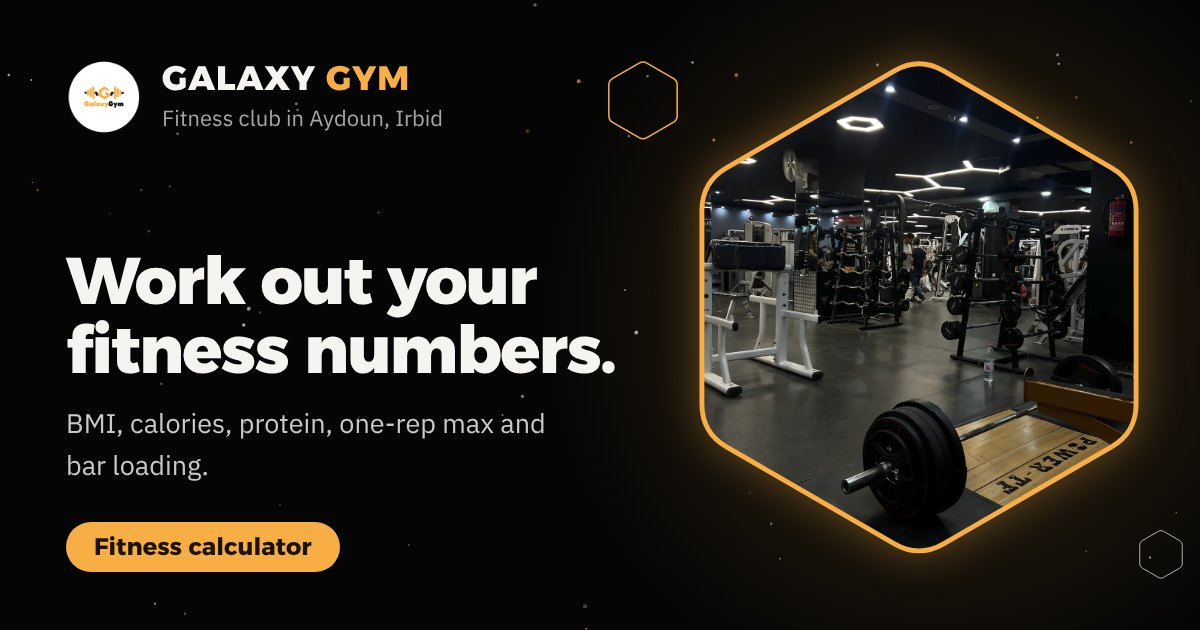 GalaxyGym
GALAXY GYM
Fitness club in Aydoun, Irbid
Work out your
fitness numbers.
BMI, calories, protein, one-rep max and
bar loading.
Fitness calculator
POWER-TE